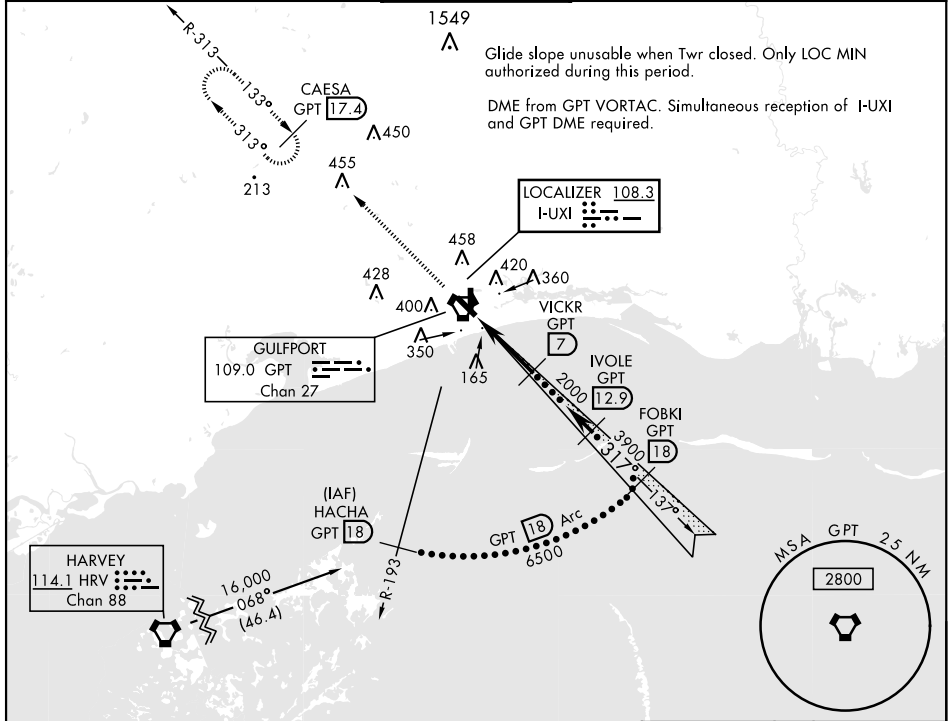 1549
Glide slope unusable when Twr closed. Only LOC MIN
authorized during this period.
DME from GPT VORTAC. Simultaneous reception of I-UXI
and GPT DME required.
R-313
133°
313°
CAESA
GPT 17.4
450
455
213
LOCALIZER 108.3
I-UXI
458
420
360
428
400
350
165
GULFPORT
109.0 GPT
Chan 27
VICKR
GPT
7
IVOLE
GPT
12.9
2000
FOBKI
GPT
18
3900
317°
137°
(IAF)
HACHA
GPT 18
GPT 18 Arc
6500
R-193
HARVEY
114.1 HRV
Chan 88
16,000
068°
(46.4)
MSA GPT 25 NM
2800